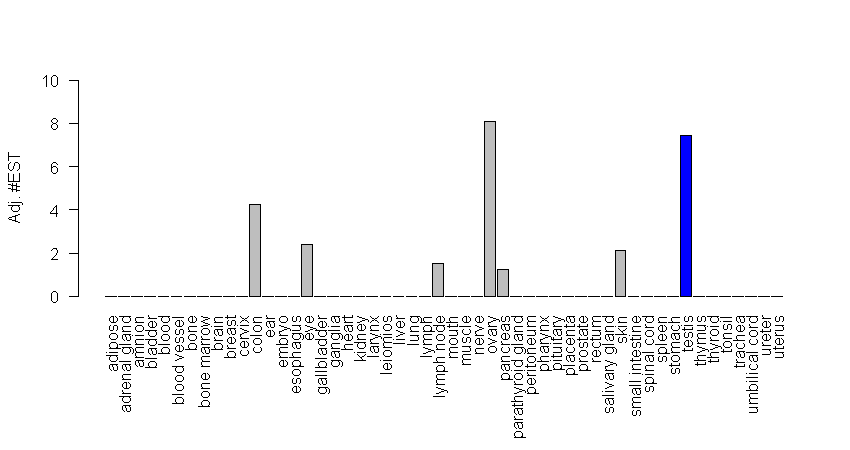 Adj. #EST
10
8
6
4
2
0
adipose
adrenal gland
amnion
bladder
blood
blood vessel
bone
bone marrow
brain
breast
cervix
colon
ear
embryo
esophagus
eye
gallbladder
ganglia
heart
kidney
larynx
leiomios
liver
lung
lymph
lymph node
mouth
muscle
nerve
ovary
pancreas
parathyroid gland
peritoneum
pharynx
pituitary
placenta
prostate
rectum
salivary gland
skin
small intestine
spinal cord
spleen
stomach
testis
thymus
thyroid
tonsil
trachea
umbilical cord
ureter
uterus